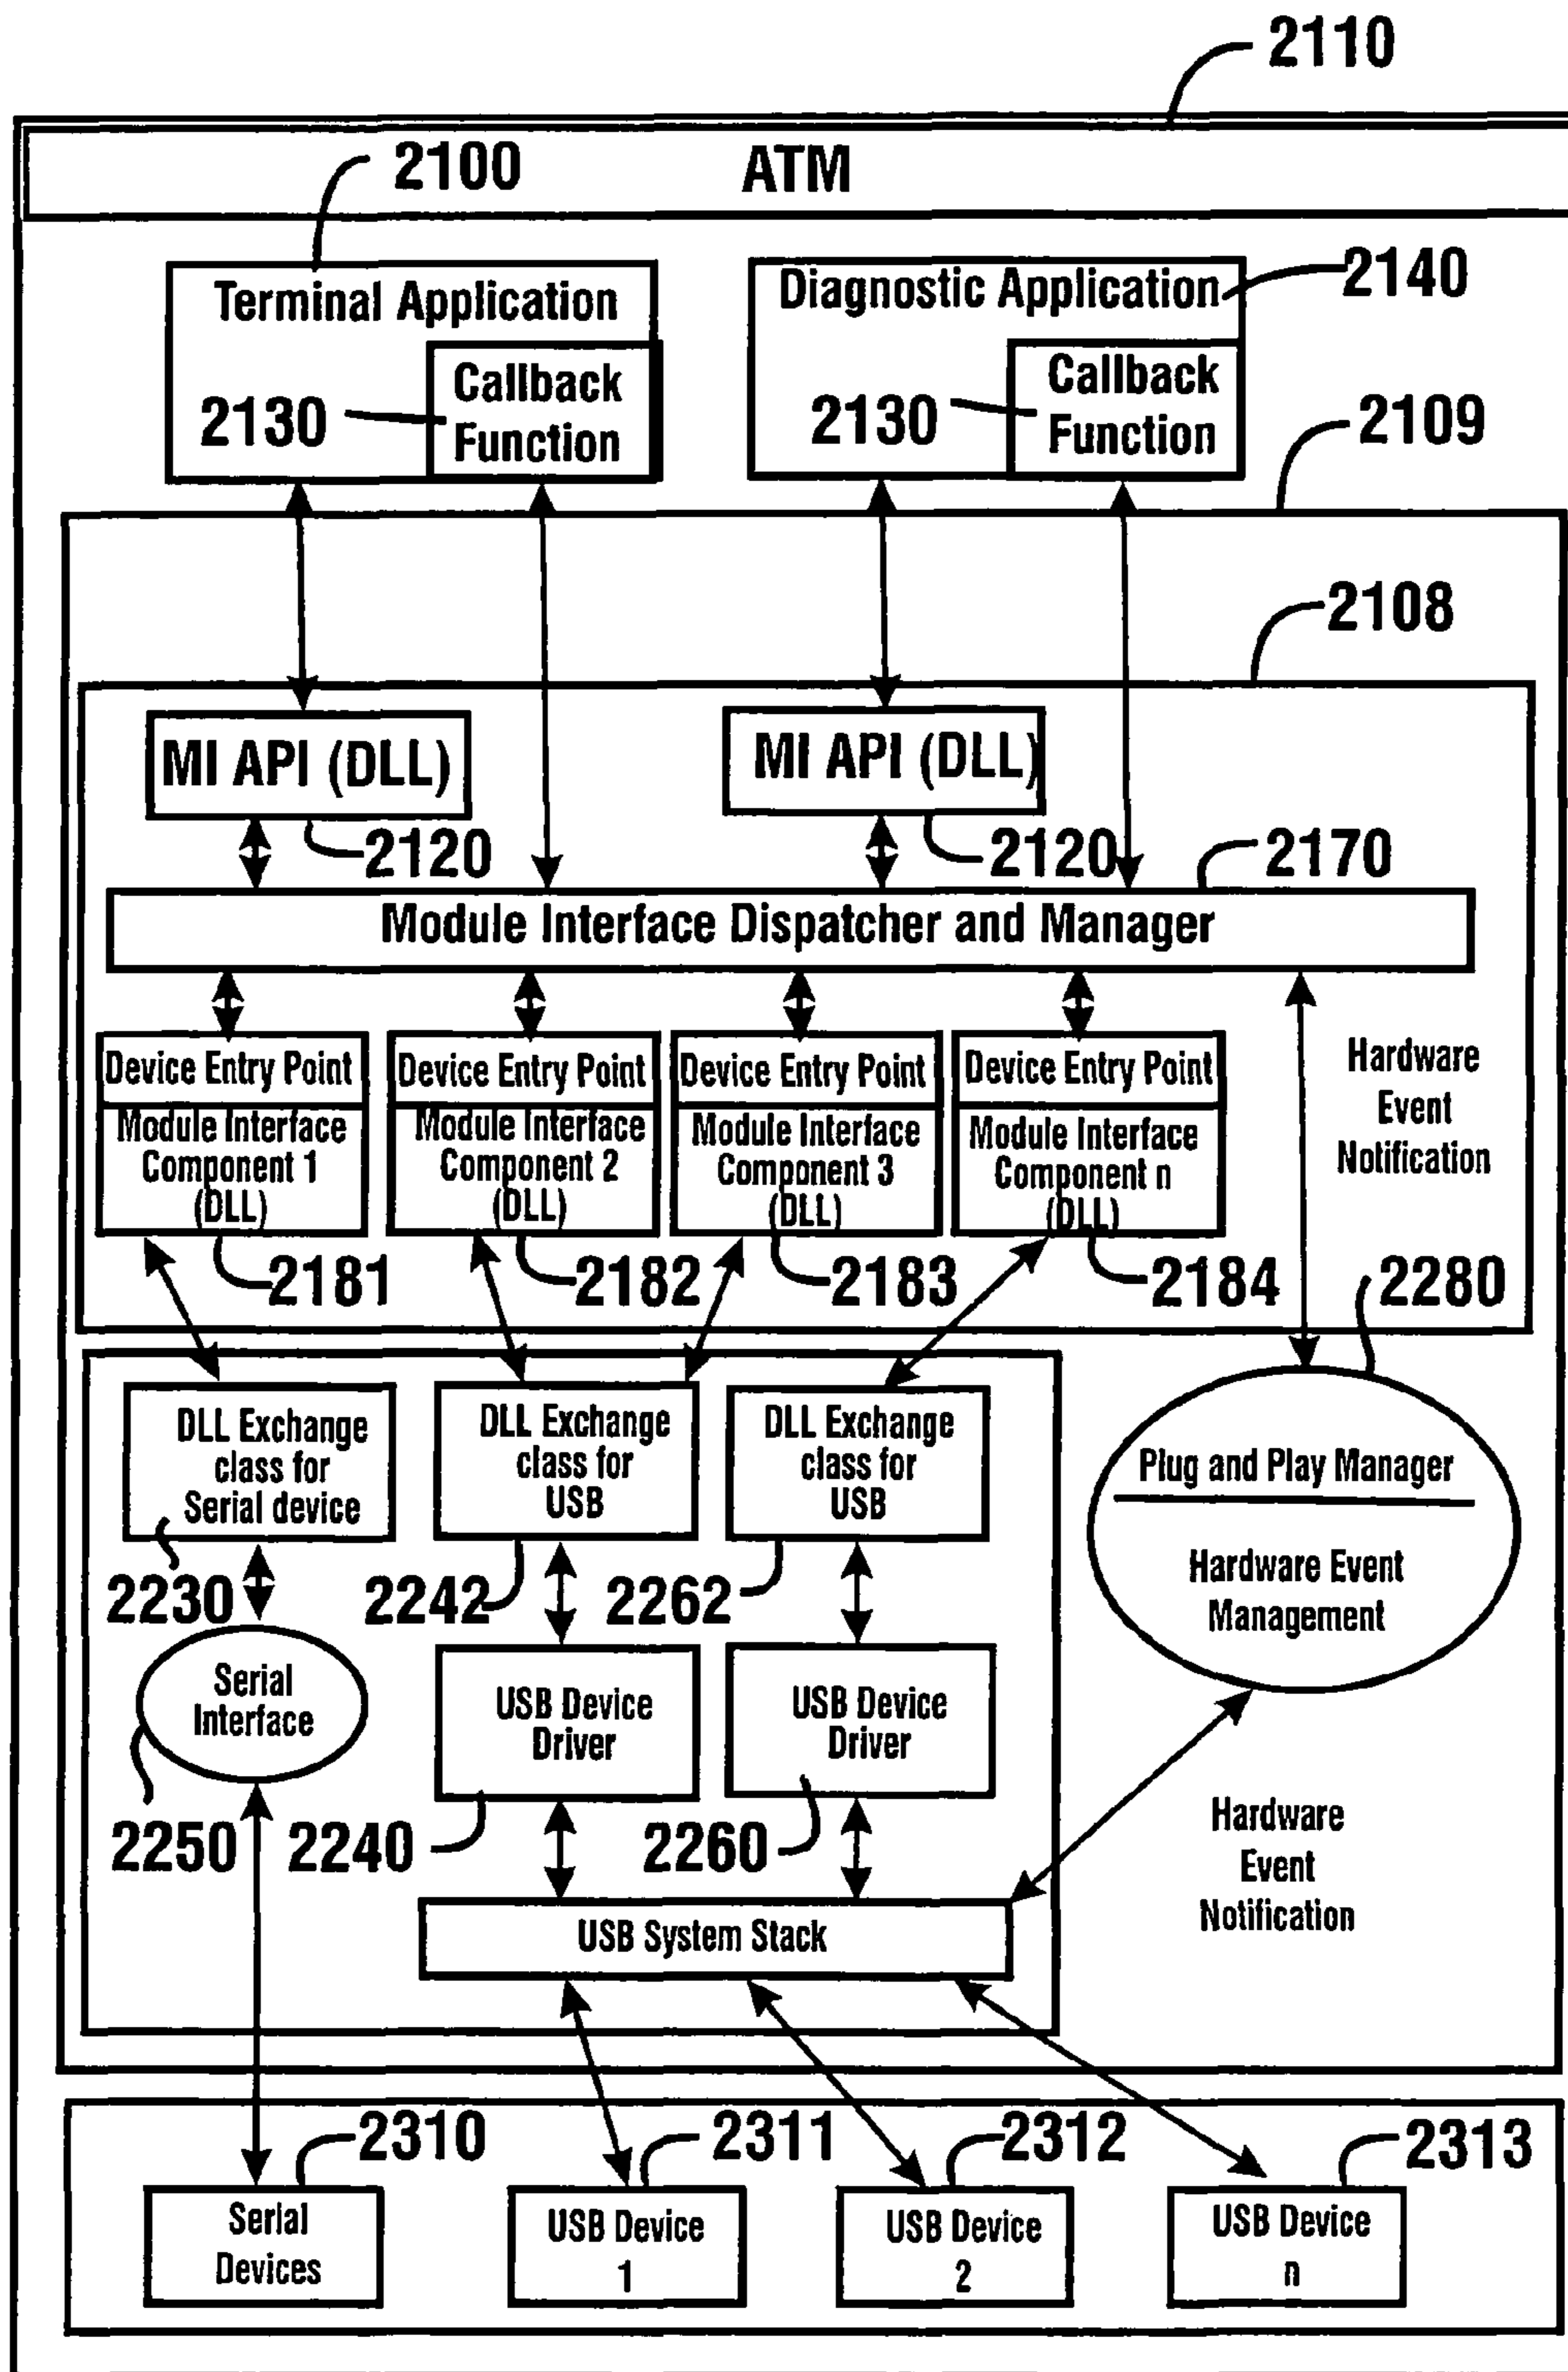 2110
2100
ATM
Terminal Application
Callback
Function
2130
Diagnostic Application
2140
Callback
Function
2130
2109
2108
MI API (DLL)
MI API (DLL)
2120
2120
2170
Module Interface Dispatcher and Manager
Device Entry Point
Module Interface
Component 1
(DLL)
Device Entry Point
Module Interface
Component 2
(DLL)
Device Entry Point
Module Interface
Component 3
(DLL)
Device Entry Point
Module Interface
Component n
(DLL)
Hardware
Event
Notification
2181
2182
2183
2184
2280
DLL Exchange
class for
Serial device
DLL Exchange
class for
USB
DLL Exchange
class for
USB
Plug and Play Manager
Hardware Event
Management
2230
2242
2262
Serial
Interface
USB Device
Driver
USB Device
Driver
2250
2240
2260
Hardware
Event
Notification
USB System Stack
2310
2311
2312
2313
Serial
Devices
USB Device
1
USB Device
2
USB Device
n